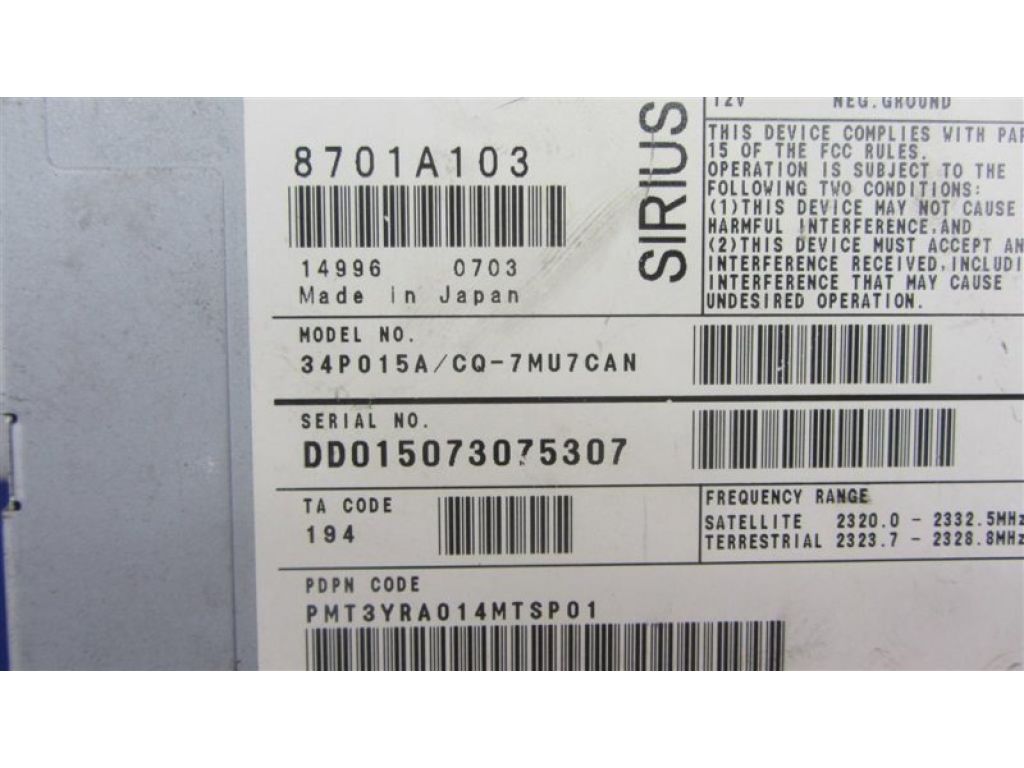 8701A103
14996 0703
Made in Japan
SIRIUS
12V NEG.GROUND
THIS DEVICE COMPLIES WITH PAR
15 OF THE FCC RULES.
OPERATION IS SUBJECT TO THE
FOLLOWING TWO CONDITIONS:
(1)THIS DEVICE MAY NOT CAUSE
HARMFUL INTERFERENCE,AND
(2)THIS DEVICE MUST ACCEPT AN
INTERFERENCE RECEIVED,INCLUDI
INTERFERENCE THAT MAY CAUSE
UNDESIRED OPERATION.
MODEL NO.
34P015A/CQ-7MU7CAN
SERIAL NO.
DD015073075307
TA CODE
194
FREQUENCY RANGE
SATELLITE 2320.0 - 2332.5MHz
TERRESTRIAL 2323.7 - 2328.8MHz
PDPN CODE
PMT3YRA014MTSP01